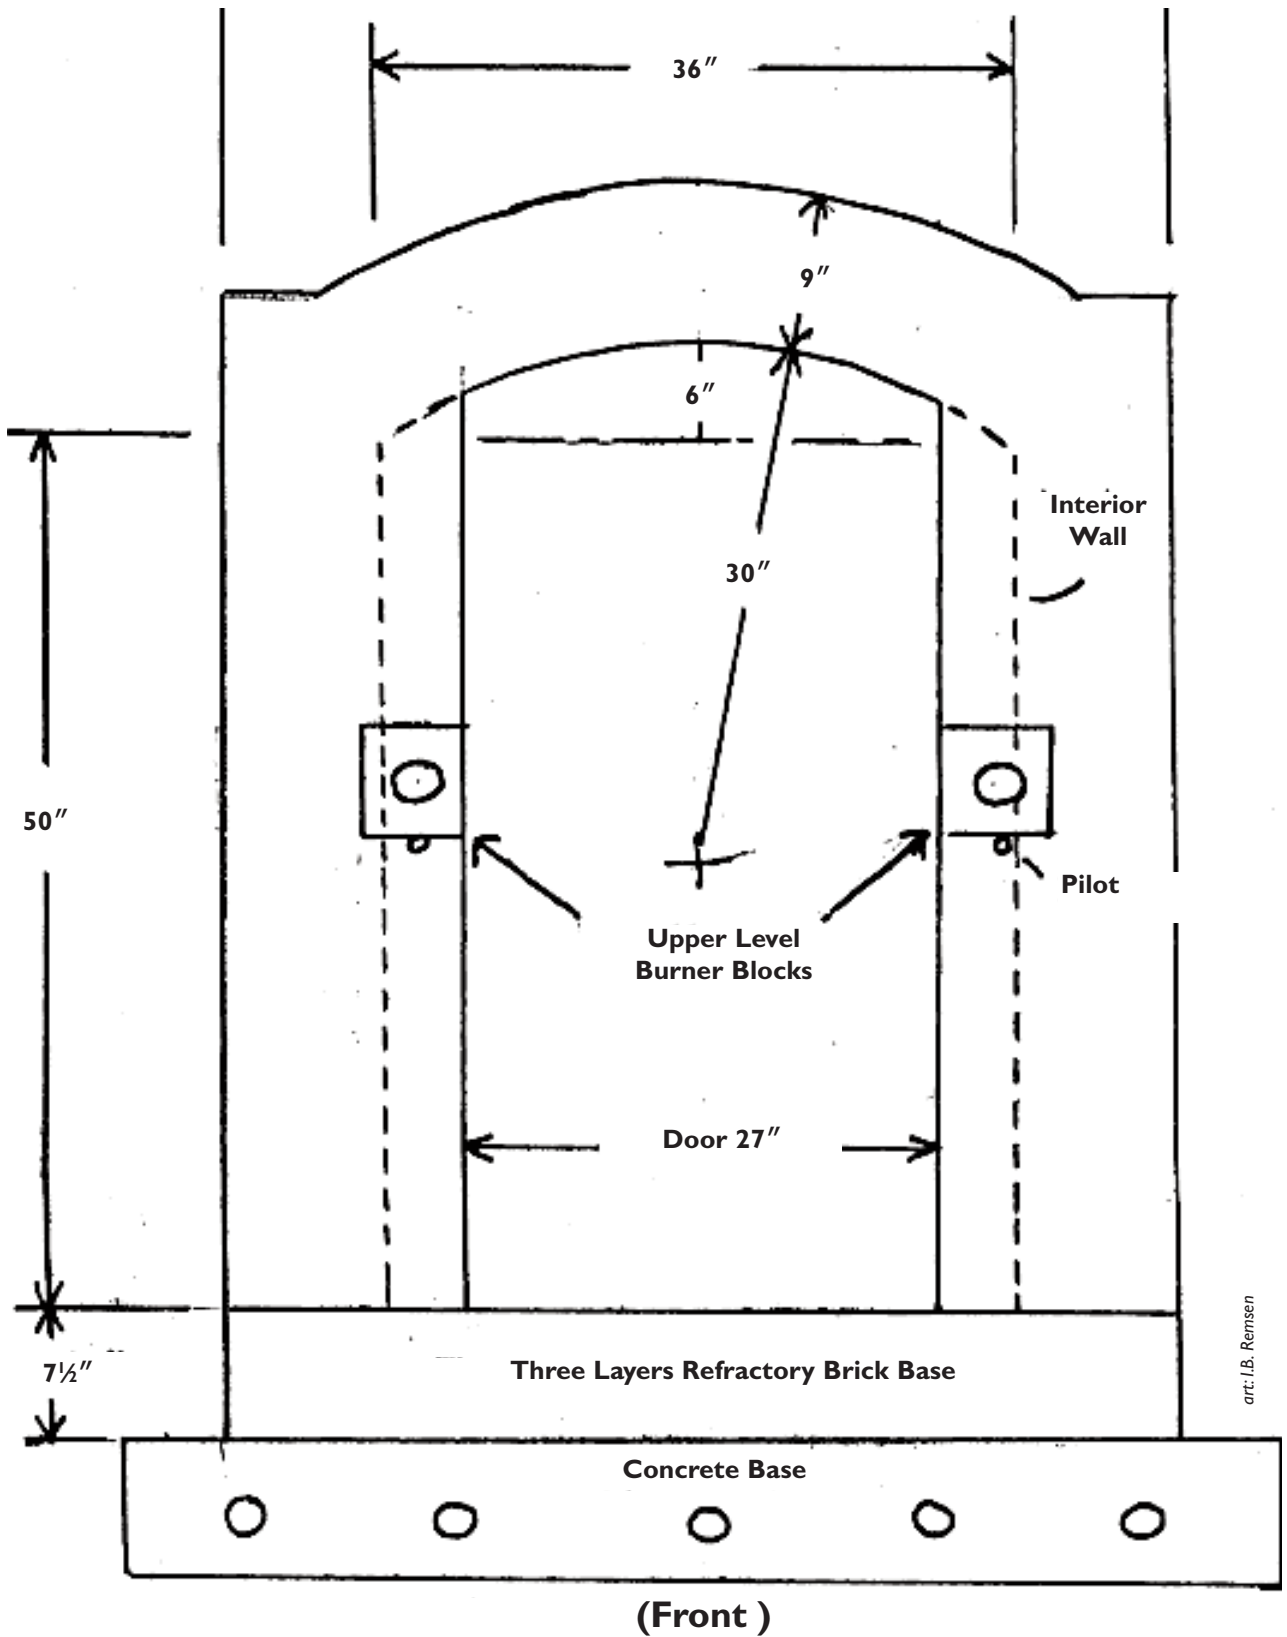 36″
9″
6″
Interior
Wall
30″
50″
Pilot
Upper Level
Burner Blocks
Door 27″
7½″
Three Layers Refractory Brick Base
art: I.B. Remsen
Concrete Base
(Front )